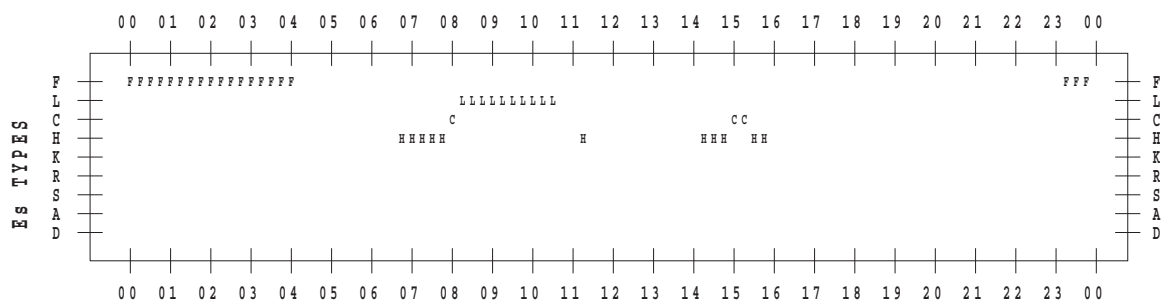 00 01 02 03 04 05 06 07 08 09 10 11 12 13 14 15 16 17 18 19 20 21 22 23 00
F FFFFFFFFFFFFFFFFF FFF F
L LLLLLLLLLL L
C C CC C
H HHHHH H HHH HH H
K K
R R
S S
A A
D D
Es TYPES
00 01 02 03 04 05 06 07 08 09 10 11 12 13 14 15 16 17 18 19 20 21 22 23 00